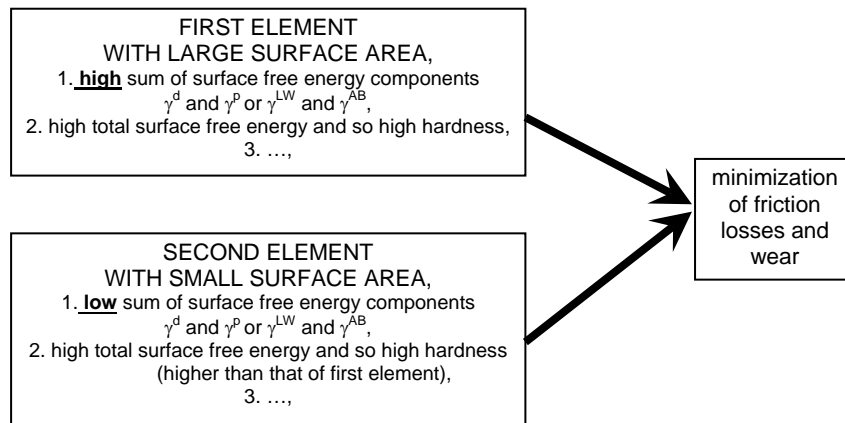 FIRST ELEMENT
WITH LARGE SURFACE AREA,
1. high sum of surface free energy components
γᵈ and γᵖ or γᴸᵂ and γᴬᴮ,
2. high total surface free energy and so high hardness,
3. …,
SECOND ELEMENT
WITH SMALL SURFACE AREA,
1. low sum of surface free energy components
γᵈ and γᵖ or γᴸᵂ and γᴬᴮ,
2. high total surface free energy and so high hardness
(higher than that of first element),
3. …,
minimization
of friction
losses and
wear